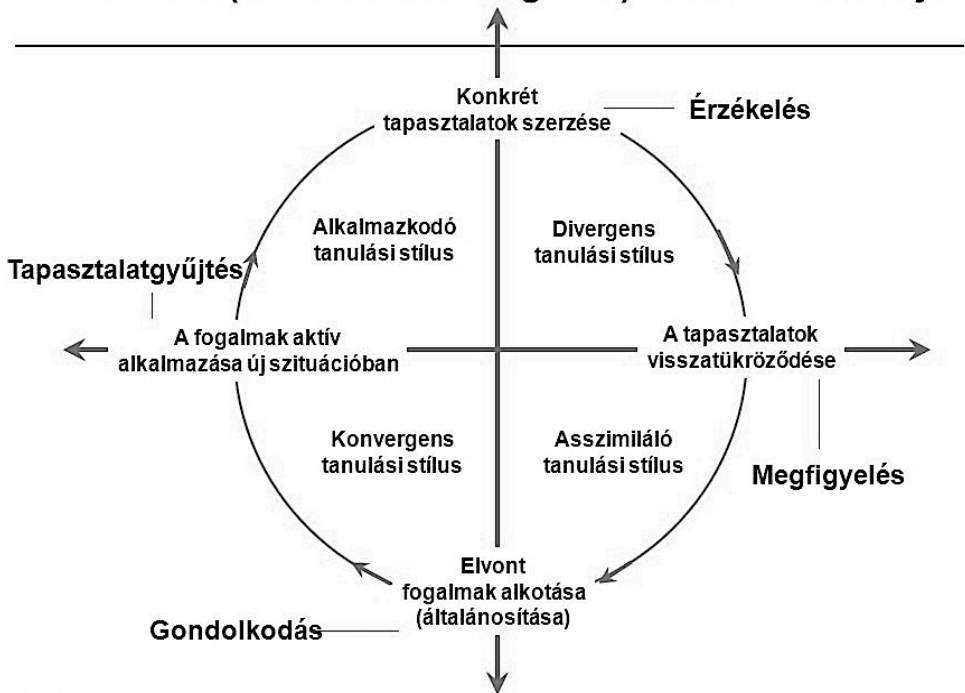 Konkrét
tapasztalatok szerzése
Érzékelés
Alkalmazkodó
tanulási stílus
Divergens
tanulási stílus
Tapasztalatgyűjtés
A fogalmak aktív
alkalmazása új szituációban
A tapasztalatok
visszatükröződése
Konvergens
tanulási stílus
Asszimiláló
tanulási stílus
Megfigyelés
Elvont
fogalmak alkotása
(általánosítása)
Gondolkodás